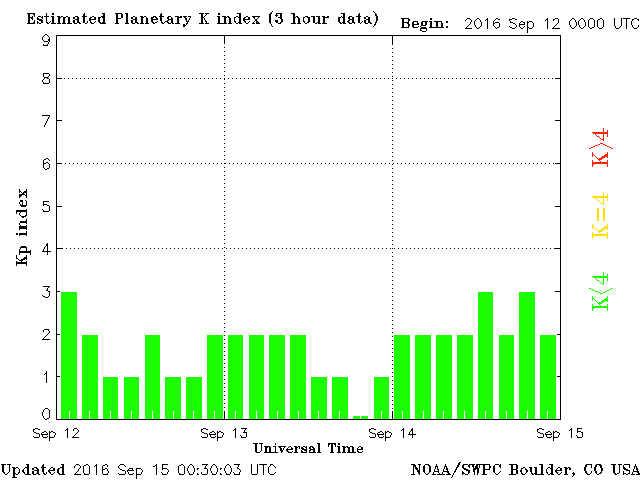 Estimated Planetary K index (3 hour data)
Begin: 2016 Sep 12 0000 UTC
9
8
7
6
5
4
3
2
1
0
Kp index
K>4
K=4
K<4
Sep 12
Sep 13
Sep 14
Sep 15
Universal Time
Updated 2016 Sep 15 00:30:03 UTC
NOAA/SWPC Boulder, CO USA